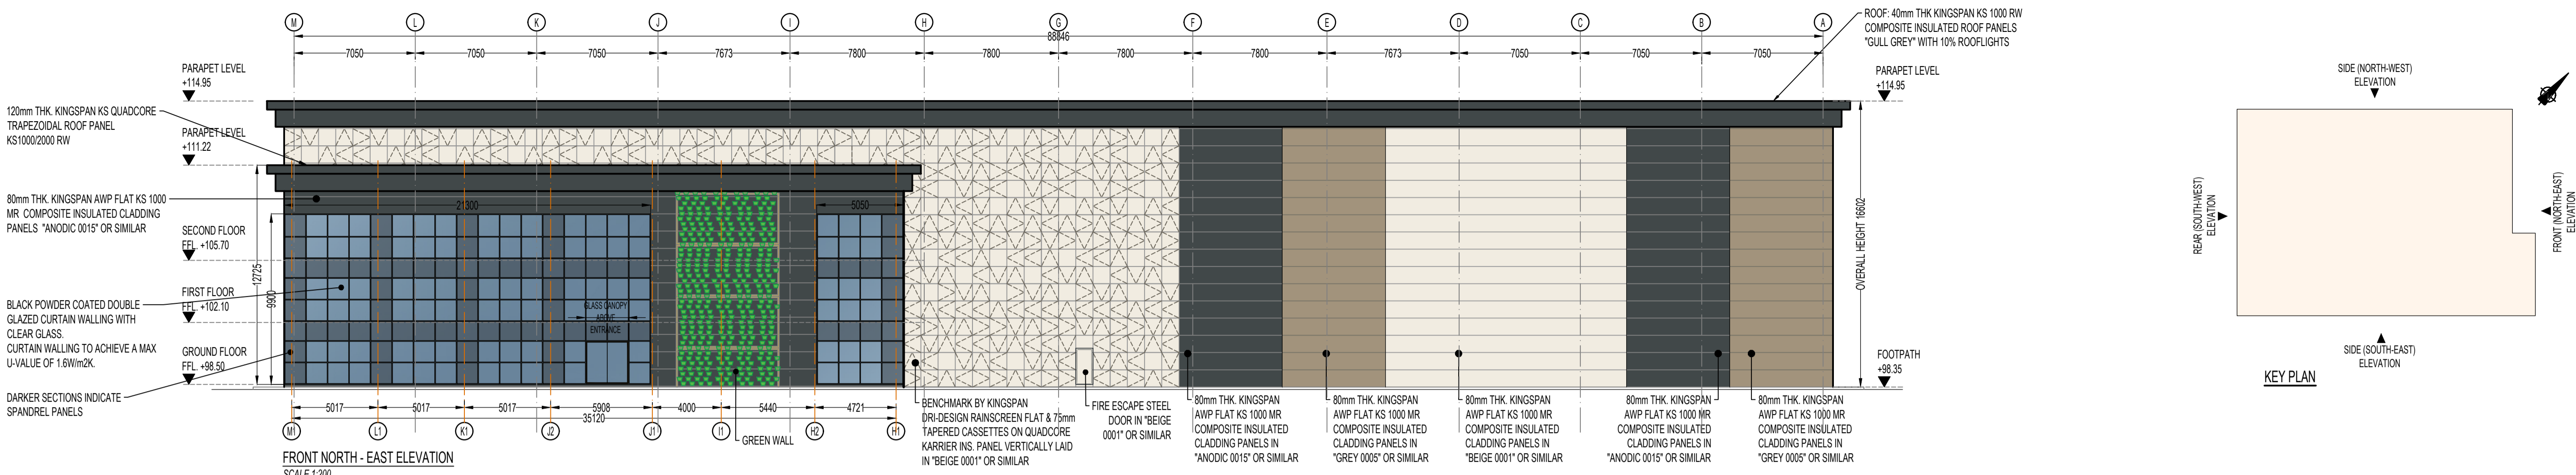 M L K J I H G F E D C B A
88846
7050 7050 7050 7673 7800 7800 7800 7800 7673 7050 7050 7050
ROOF: 40mm THK KINGSPAN KS 1000 RW
COMPOSITE INSULATED ROOF PANELS
"GULL GREY" WITH 10% ROOFLIGHTS
PARAPET LEVEL
+114.95
PARAPET LEVEL
+114.95
120mm THK. KINGSPAN KS QUADCORE
TRAPEZOIDAL ROOF PANEL
KS1000/2000 RW
PARAPET LEVEL
+111.22
80mm THK. KINGSPAN AWP FLAT KS 1000
MR COMPOSITE INSULATED CLADDING
PANELS "ANODIC 0015" OR SIMILAR
21300
5050
SECOND FLOOR
FFL. +105.70
12725
9900
OVERALL HEIGHT 16602
FIRST FLOOR
FFL. +102.10
BLACK POWDER COATED DOUBLE
GLAZED CURTAIN WALLING WITH
CLEAR GLASS.
CURTAIN WALLING TO ACHIEVE A MAX
U-VALUE OF 1.6W/m2K.
GLASS CANOPY
ABOVE
ENTRANCE
GROUND FLOOR
FFL. +98.50
FOOTPATH
+98.35
DARKER SECTIONS INDICATE
SPANDREL PANELS
5017 5017 5017 5908 4000 5440 4721
35120
M1 L1 K1 J2 J1 I1 H2 H1
GREEN WALL
BENCHMARK BY KINGSPAN
DRI-DESIGN RAINSCREEN FLAT & 75mm
TAPERED CASSETTES ON QUADCORE
KARRIER INS. PANEL VERTICALLY LAID
IN "BEIGE 0001" OR SIMILAR
FIRE ESCAPE STEEL
DOOR IN "BEIGE
0001" OR SIMILAR
80mm THK. KINGSPAN
AWP FLAT KS 1000 MR
COMPOSITE INSULATED
CLADDING PANELS IN
"ANODIC 0015" OR SIMILAR
80mm THK. KINGSPAN
AWP FLAT KS 1000 MR
COMPOSITE INSULATED
CLADDING PANELS IN
"GREY 0005" OR SIMILAR
80mm THK. KINGSPAN
AWP FLAT KS 1000 MR
COMPOSITE INSULATED
CLADDING PANELS IN
"BEIGE 0001" OR SIMILAR
80mm THK. KINGSPAN
AWP FLAT KS 1000 MR
COMPOSITE INSULATED
CLADDING PANELS IN
"ANODIC 0015" OR SIMILAR
80mm THK. KINGSPAN
AWP FLAT KS 1000 MR
COMPOSITE INSULATED
CLADDING PANELS IN
"GREY 0005" OR SIMILAR
FRONT NORTH - EAST ELEVATION
SCALE 1:200
SIDE (NORTH-WEST)
ELEVATION
REAR (SOUTH-WEST)
ELEVATION
FRONT (NORTH-EAST)
ELEVATION
SIDE (SOUTH-EAST)
ELEVATION
KEY PLAN